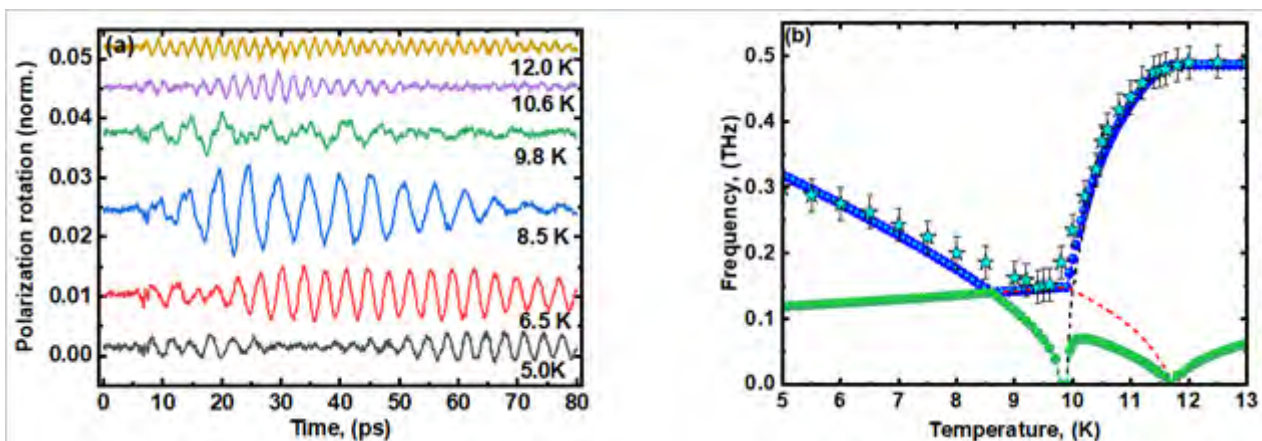 (a)
0.05
0.04
0.03
0.02
0.01
0.00
Polarization rotation (norm.)
12.0 K
10.6 K
9.8 K
8.5 K
6.5 K
5.0K
0 10 20 30 40 50 60 70 80
Time, (ps)
(b)
0.5
0.4
0.3
0.2
0.1
0.0
Frequency, (THz)
5 6 7 8 9 10 11 12 13
Temperature, (K)